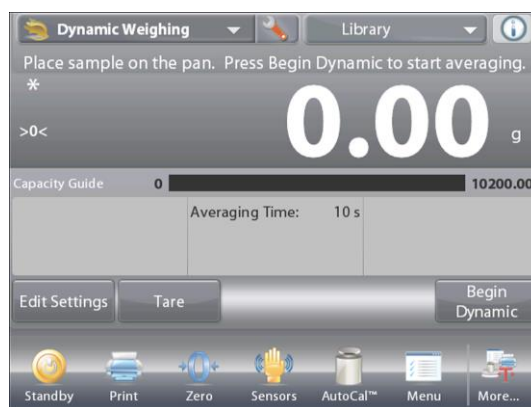 Dynamic Weighing Library
Place sample on the pan. Press Begin Dynamic to start averaging.
*
>0< 0.00 g
Capacity Guide 0 10200.00
Averaging Time: 10 s
Edit Settings Tare Begin Dynamic
Standby Print Zero Sensors AutoCal™ Menu More...